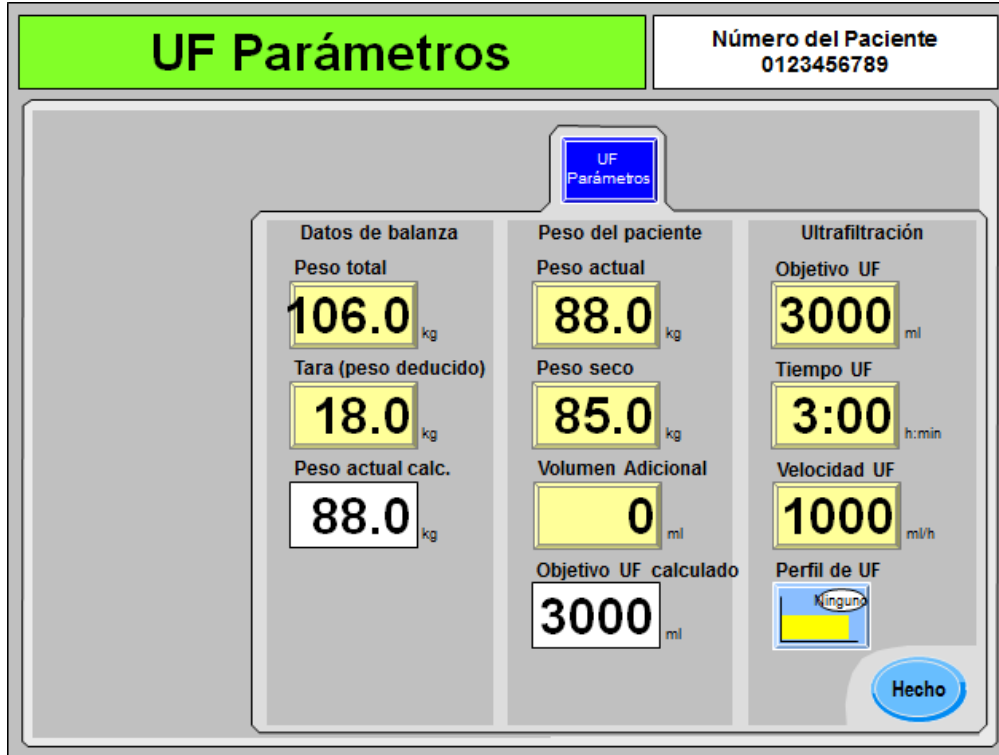 UF Parámetros
Número del Paciente
0123456789
UF
Parámetros
Datos de balanza
Peso total
106.0 kg
Tara (peso deducido)
18.0 kg
Peso actual calc.
88.0 kg
Peso del paciente
Peso actual
88.0 kg
Peso seco
85.0 kg
Volumen Adicional
0 ml
Objetivo UF calculado
3000 ml
Ultrafiltración
Objetivo UF
3000 ml
Tiempo UF
3:00 h:min
Velocidad UF
1000 ml/h
Perfil de UF
Ninguno
Hecho